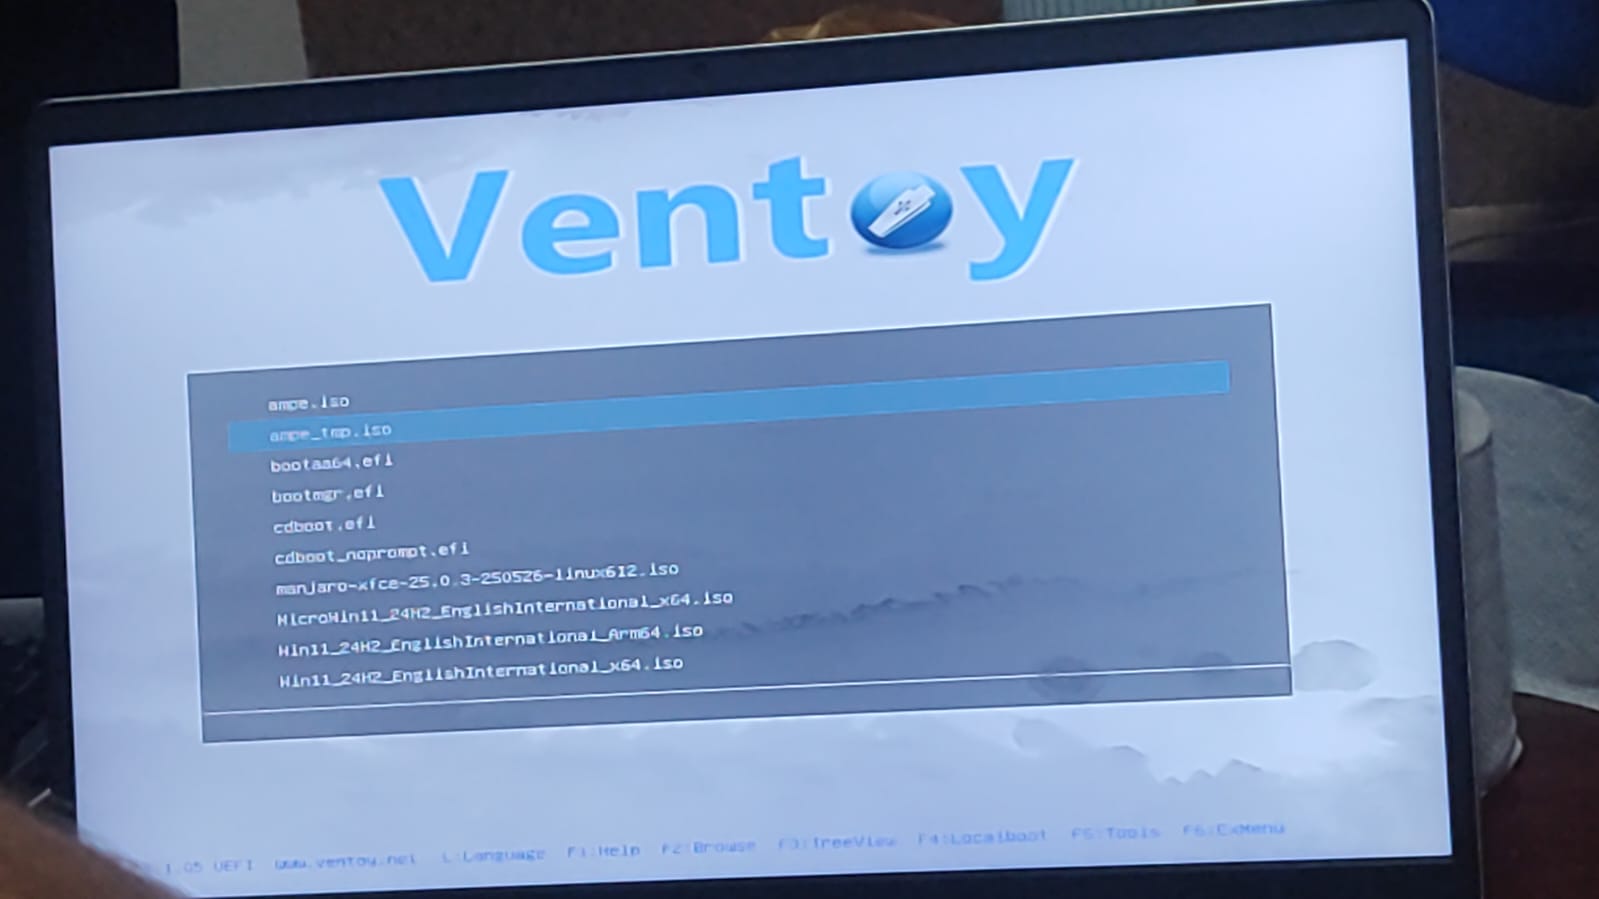 Ventoy
ampe.iso
ampe_tmp.iso
bootaa64.efi
bootmgr.efi
cdboot.efi
cdboot_noprompt.efi
manjaro-xfce-25.0.3-250526-linux612.iso
MicroWin11_24H2_EnglishInternational_x64.iso
Win11_24H2_EnglishInternational_Arm64.iso
Win11_24H2_EnglishInternational_x64.iso
1.05 UEFI www.ventoy.net L:Language F1:Help F2:Browse F3:TreeView F4:Localboot F5:Tools F6:ExMenu